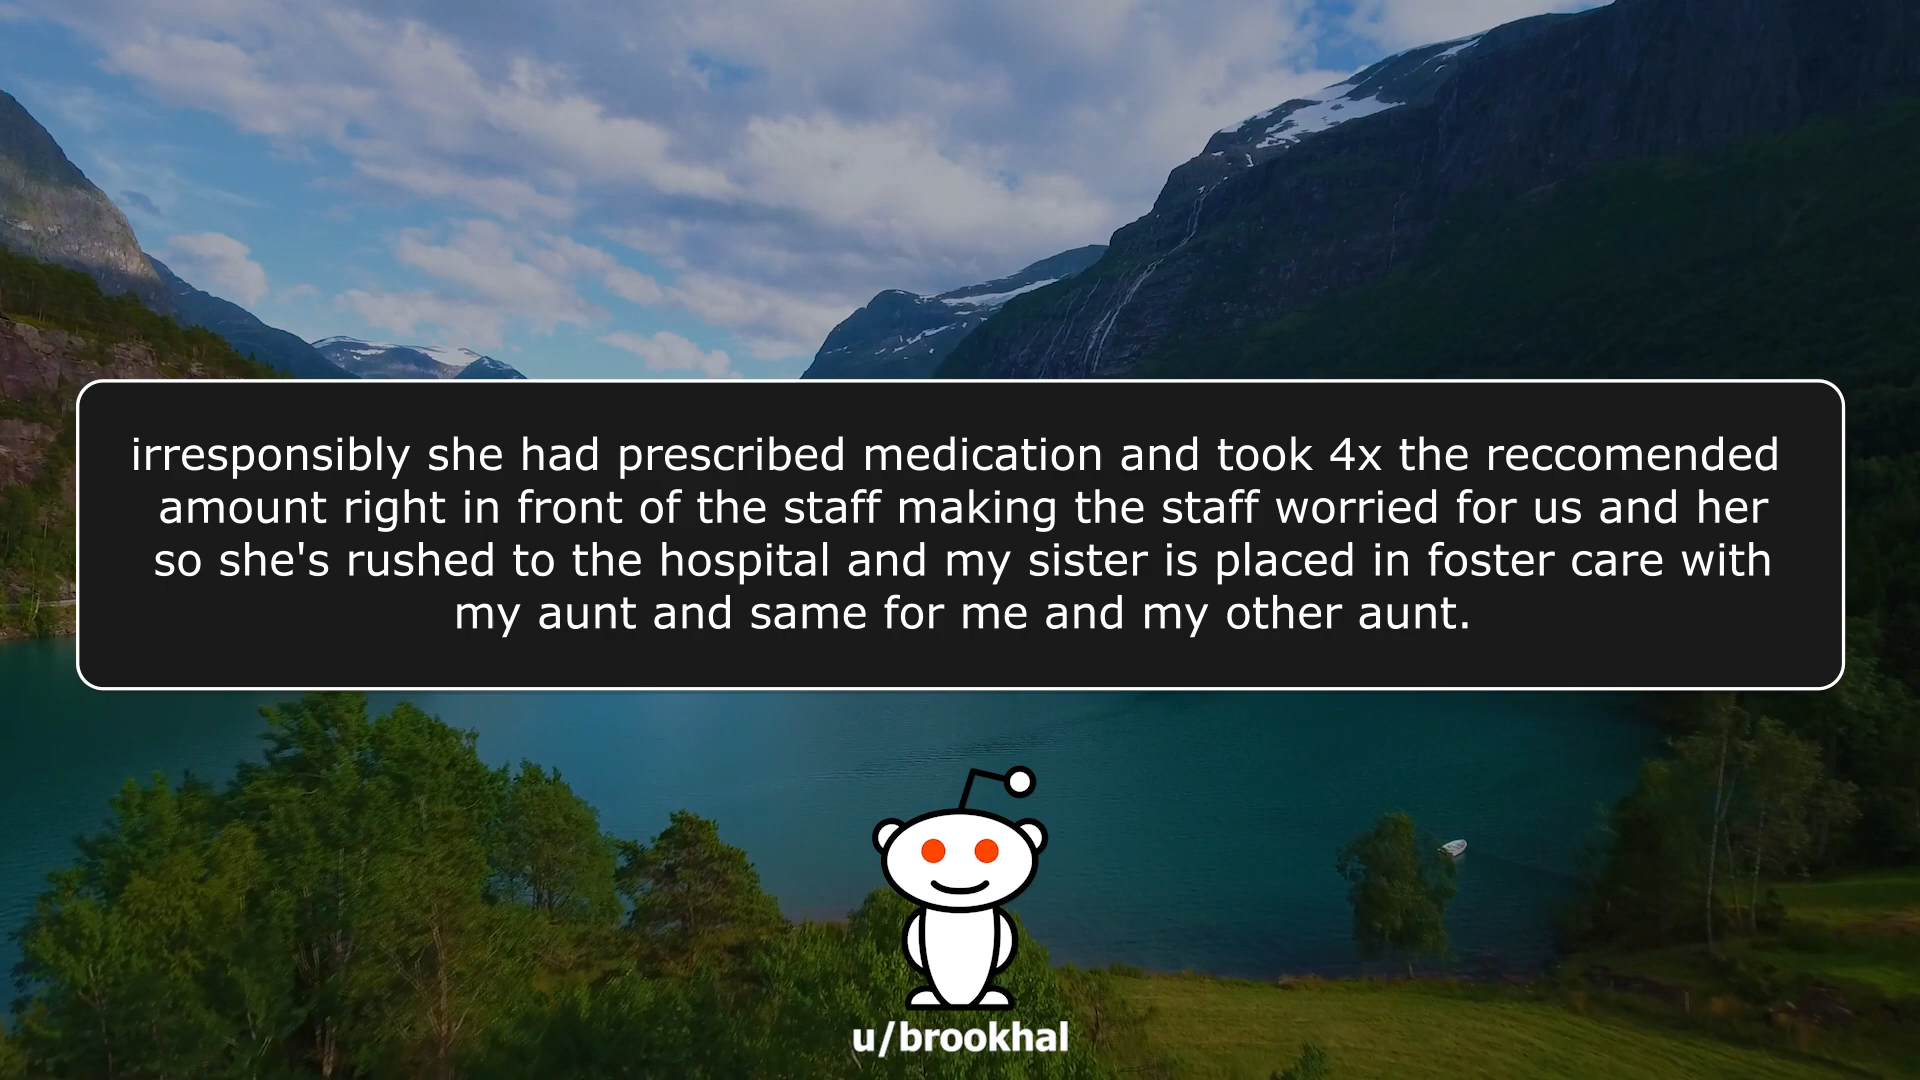 irresponsibly she had prescribed medication and took 4x the reccomended
amount right in front of the staff making the staff worried for us and her
so she's rushed to the hospital and my sister is placed in foster care with
my aunt and same for me and my other aunt.
u/brookhal